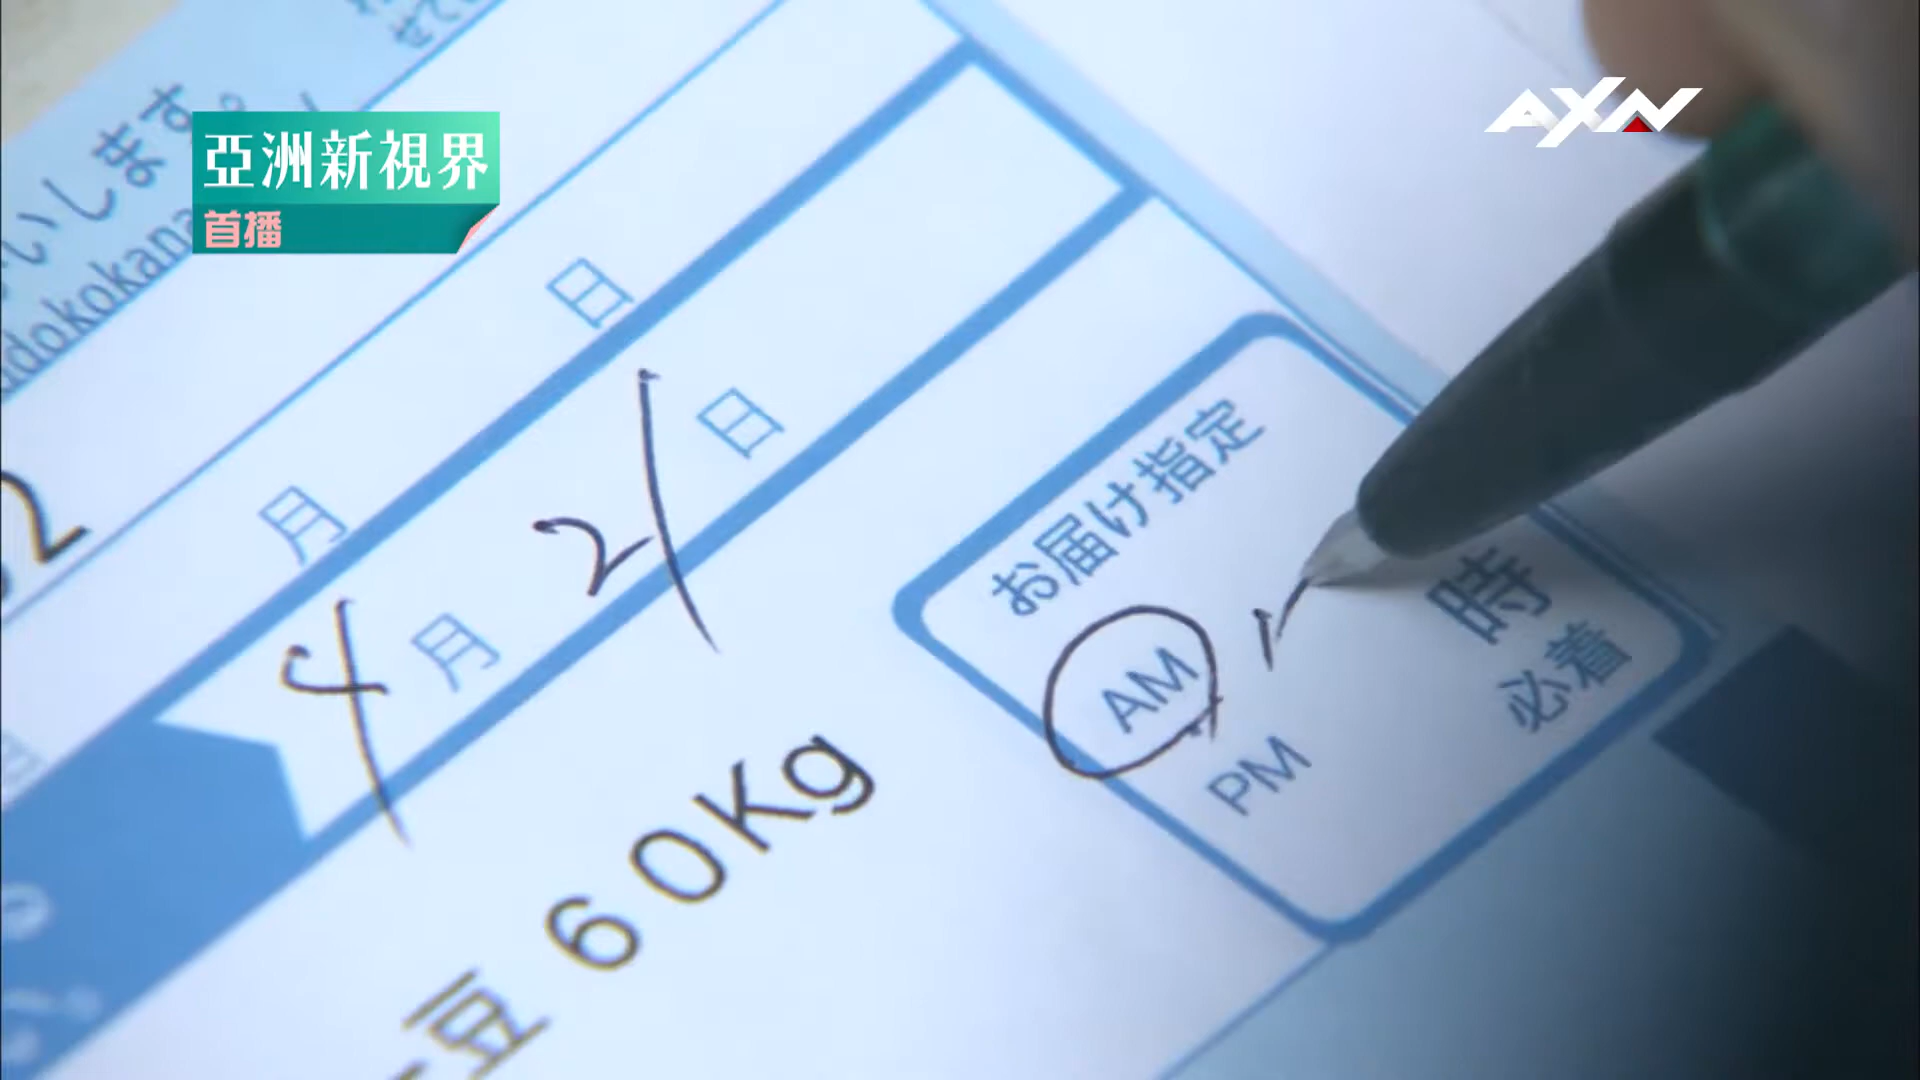 亞洲新視界
首播
AXN
いします。
dokokana
月 日
4月 21日
お届け指定
AM
PM
時
必着
豆 60Kg